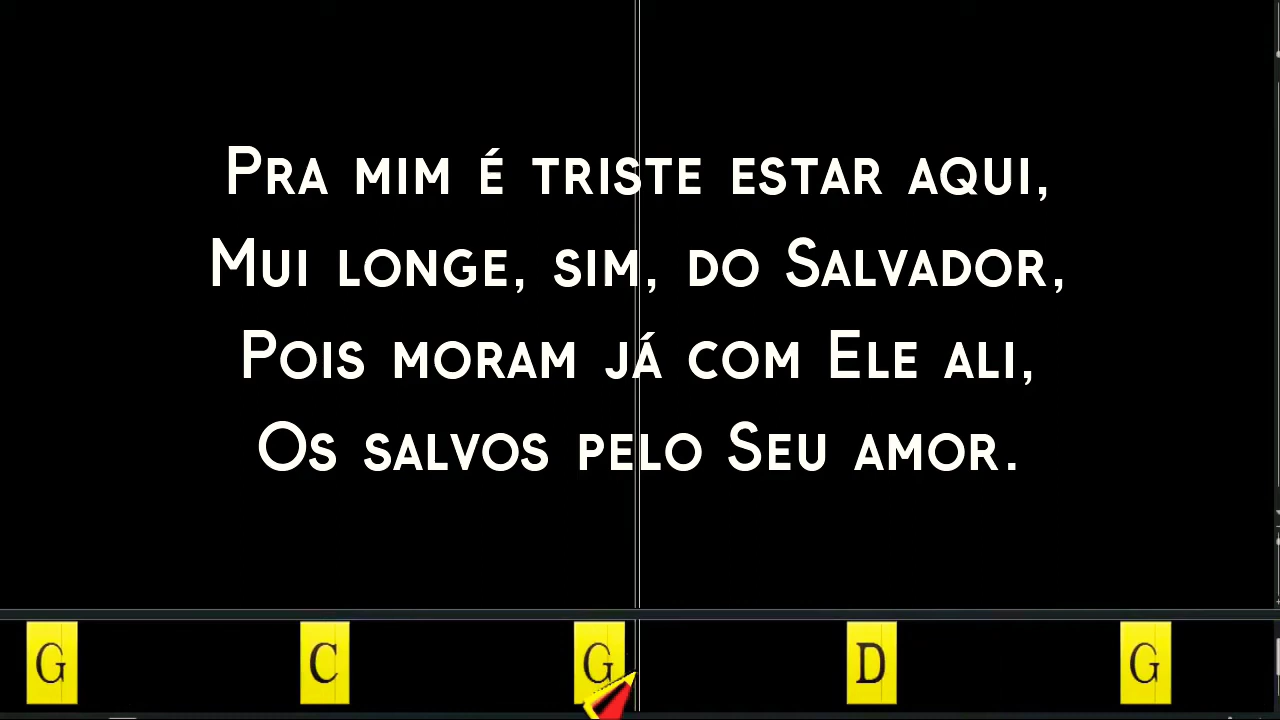 Pra mim é triste estar aqui,
Mui longe, sim, do Salvador,
Pois moram já com Ele ali,
Os salvos pelo Seu amor.
G C G D G